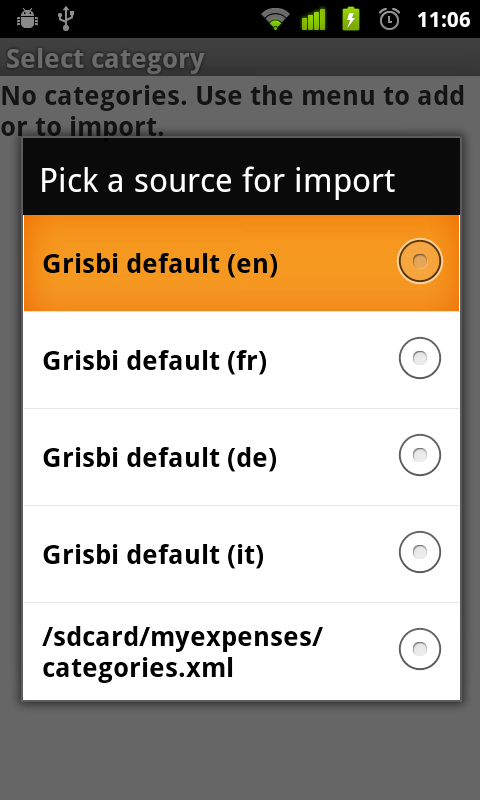 11:06
Select category
No categories. Use the menu to add
or to import.
Pick a source for import
Grisbi default (en)
Grisbi default (fr)
Grisbi default (de)
Grisbi default (it)
/sdcard/myexpenses/
categories.xml